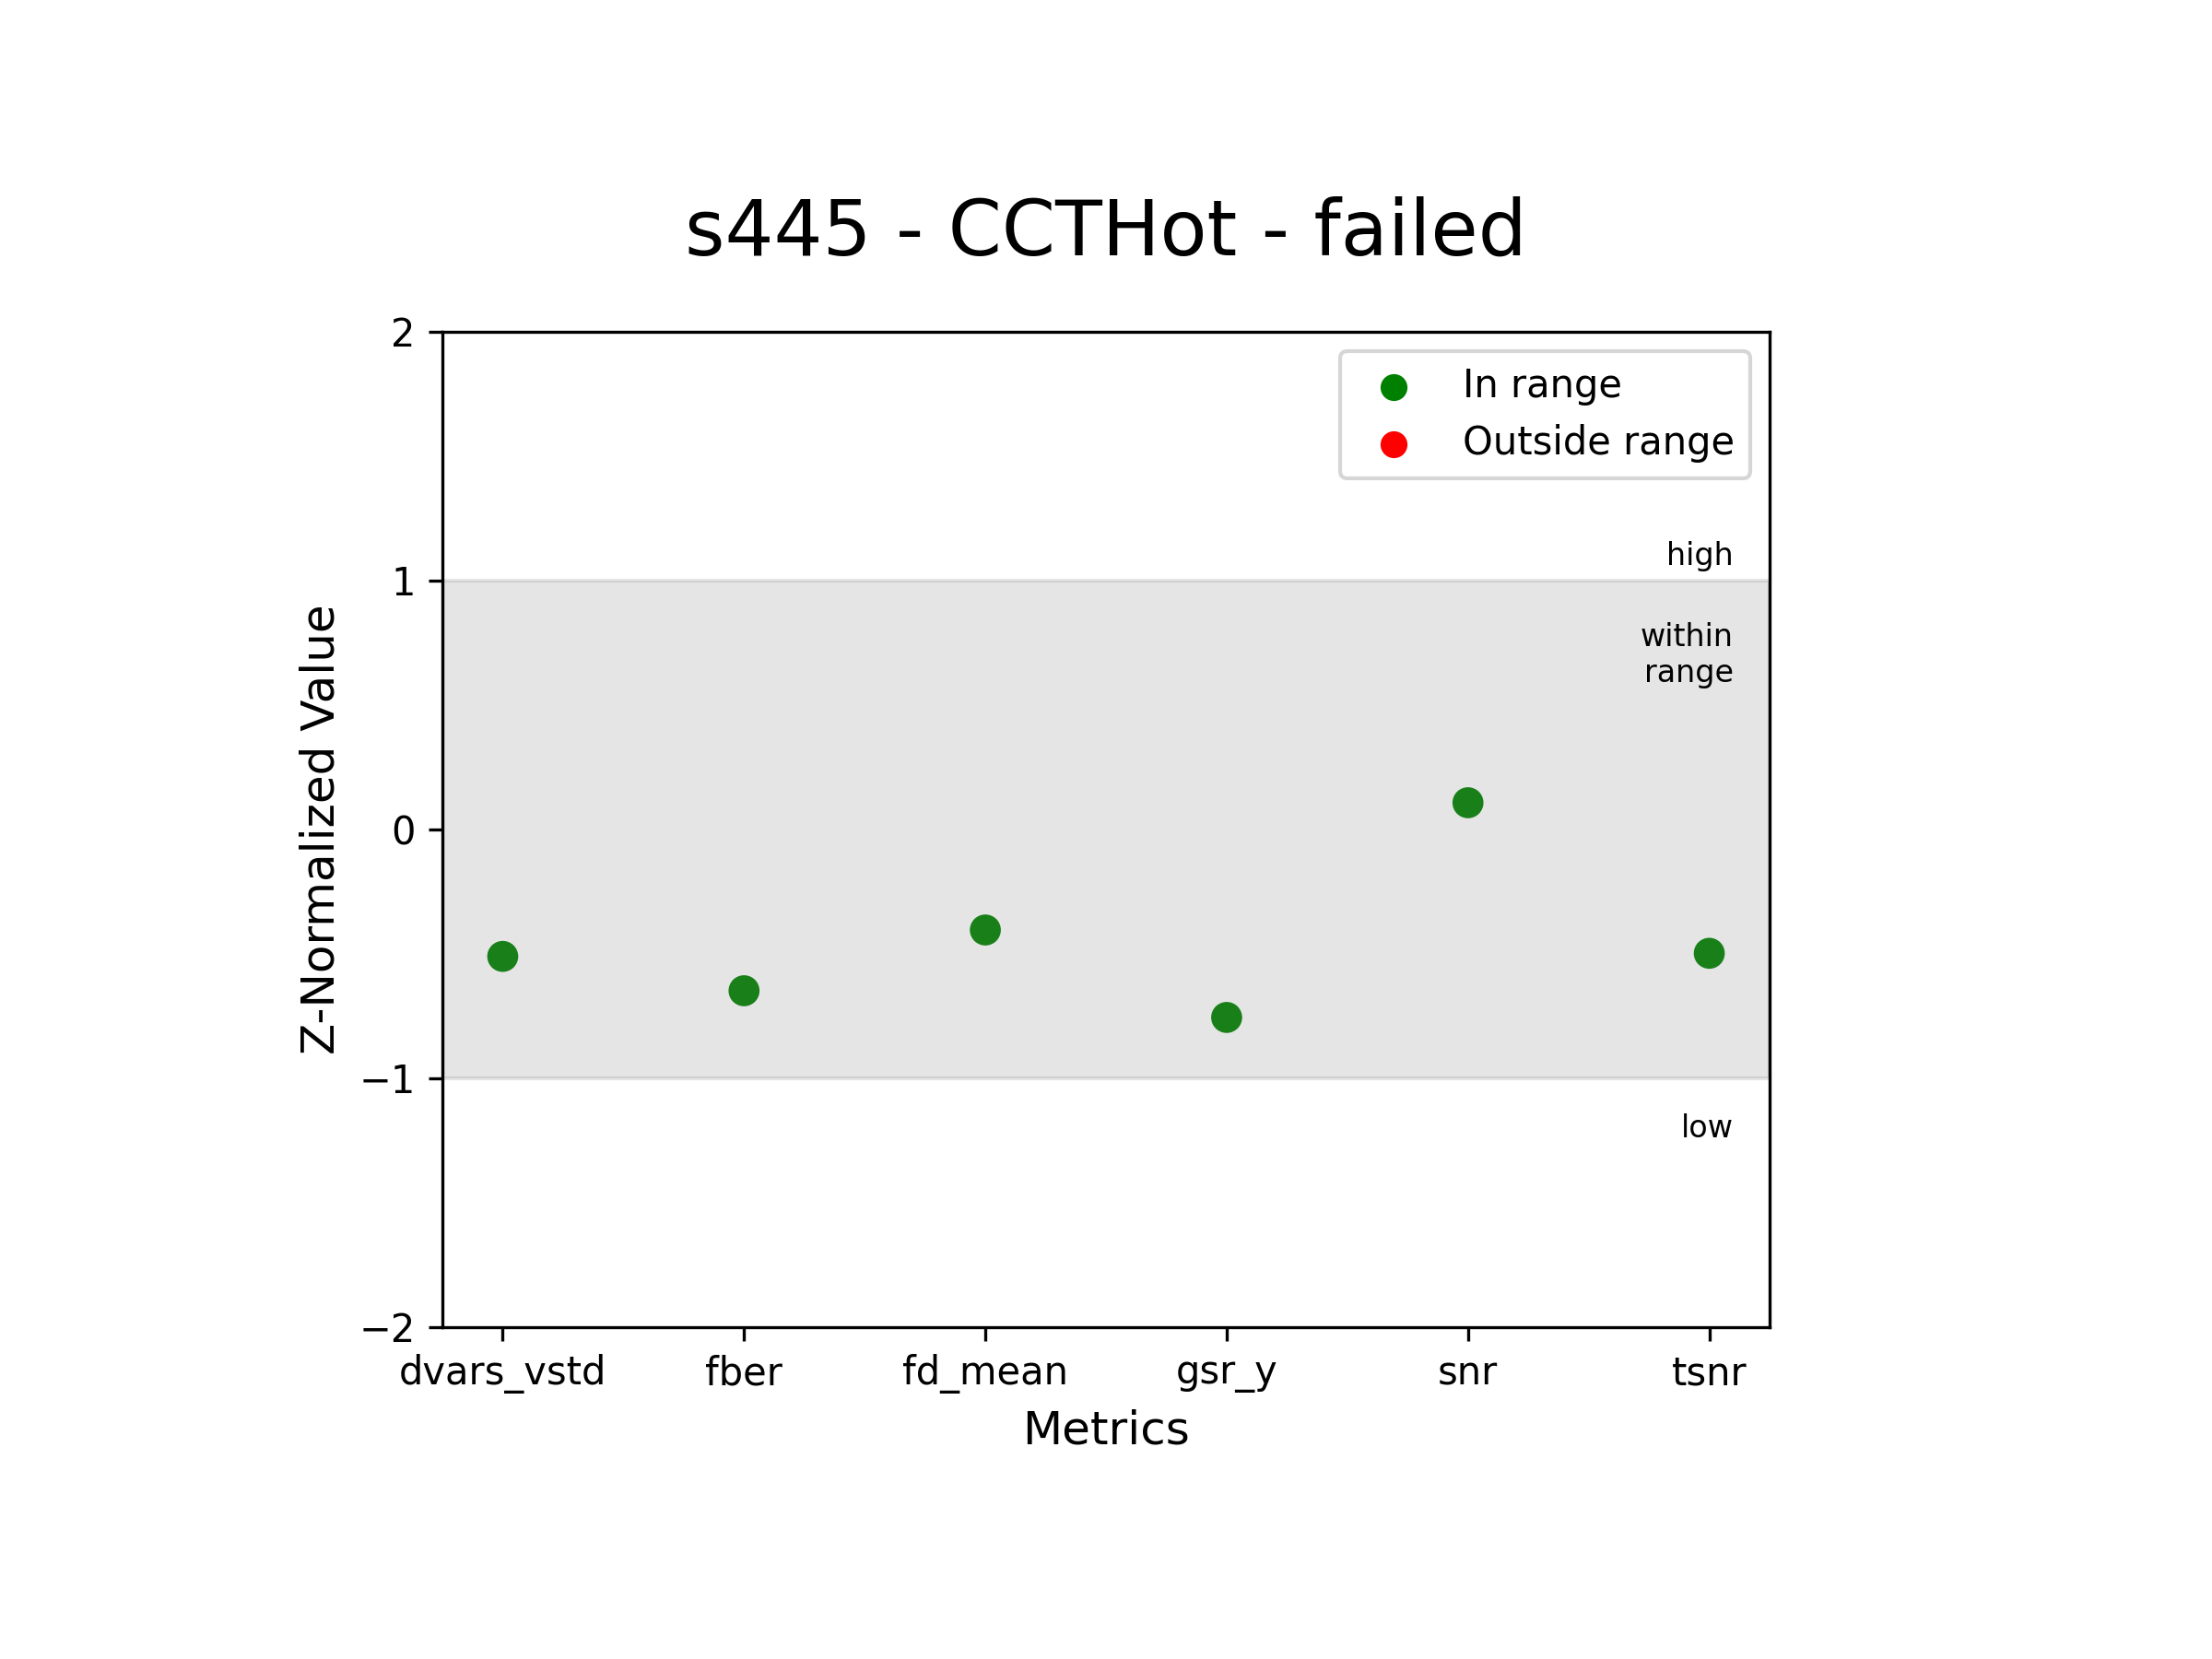 s445 - CCTHot - failed
2
In range
Outside range
high
1
within
range
Z-Normalized Value
0
−1
low
−2
dvars_vstd fber fd_mean gsr_y snr tsnr
Metrics